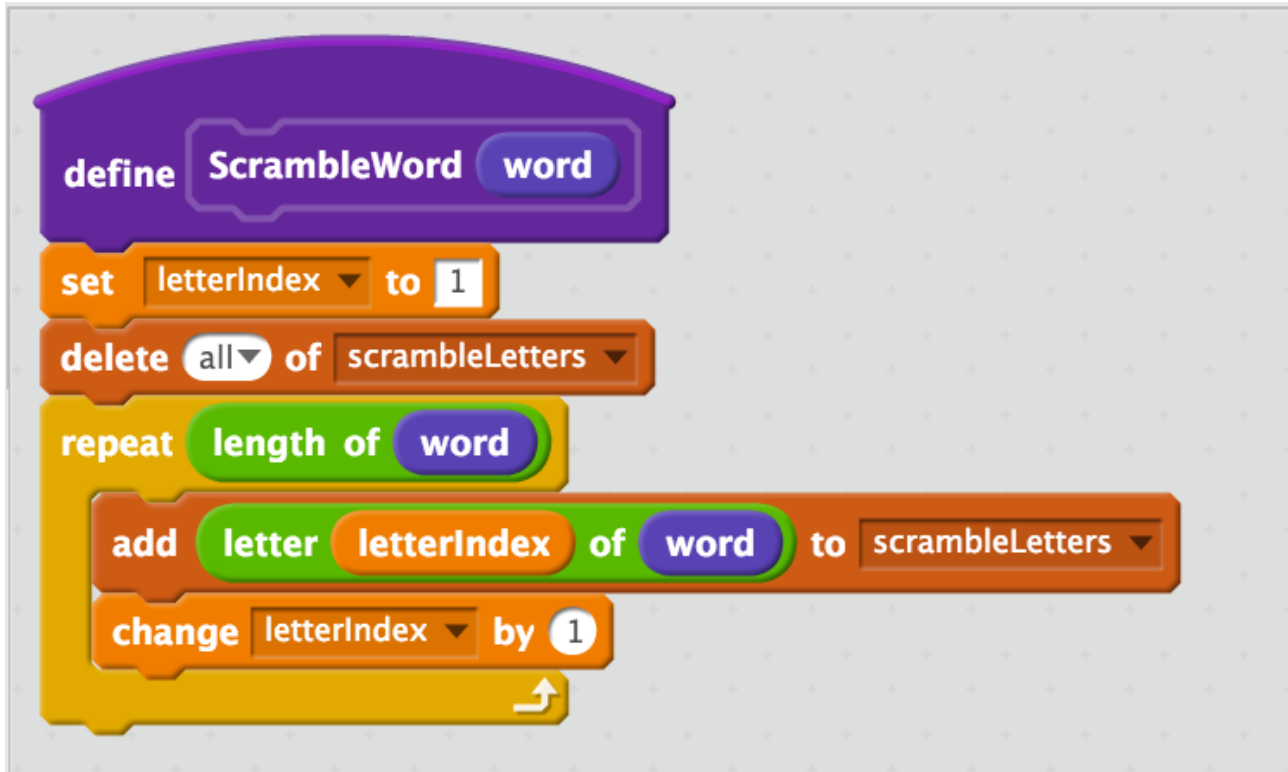 define ScrambleWord word
set letterIndex to 1
delete all of scrambleLetters
repeat length of word
add letter letterIndex of word to scrambleLetters
change letterIndex by 1